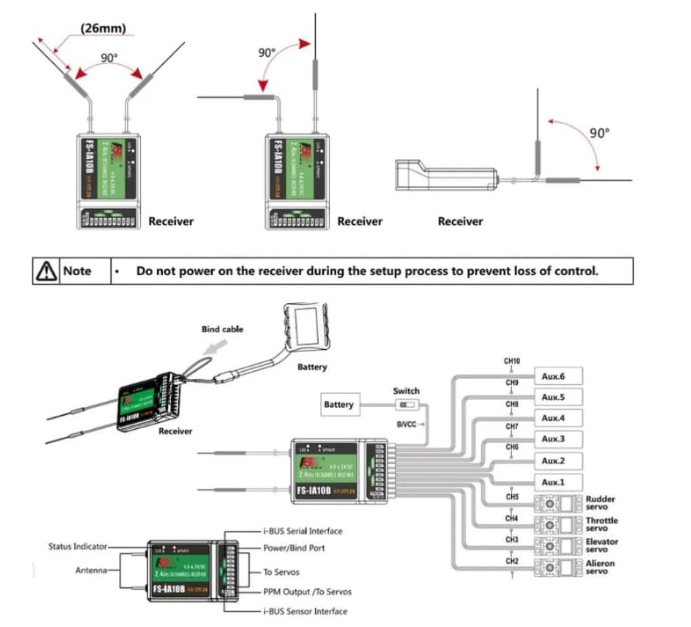 (26mm)
90°
90°
90°
FS-IA10B
FS-IA10B
Receiver
Receiver
Receiver
Note
• Do not power on the receiver during the setup process to prevent loss of control.
Bind cable
Battery
FS-IA10B
Receiver
Battery
Switch
B/VCC
FS-IA10B
CH10
Aux.6
CH9
Aux.5
CH8
Aux.4
CH7
Aux.3
CH6
Aux.2
Aux.1
CH5
Rudder
servo
CH4
Throttle
servo
CH3
Elevator
servo
CH2
Alieron
servo
1
Status Indicator
Antenna
FS-IA10B
i-BUS Serial Interface
Power/Bind Port
To Servos
PPM Output /To Servos
i-BUS Sensor Interface